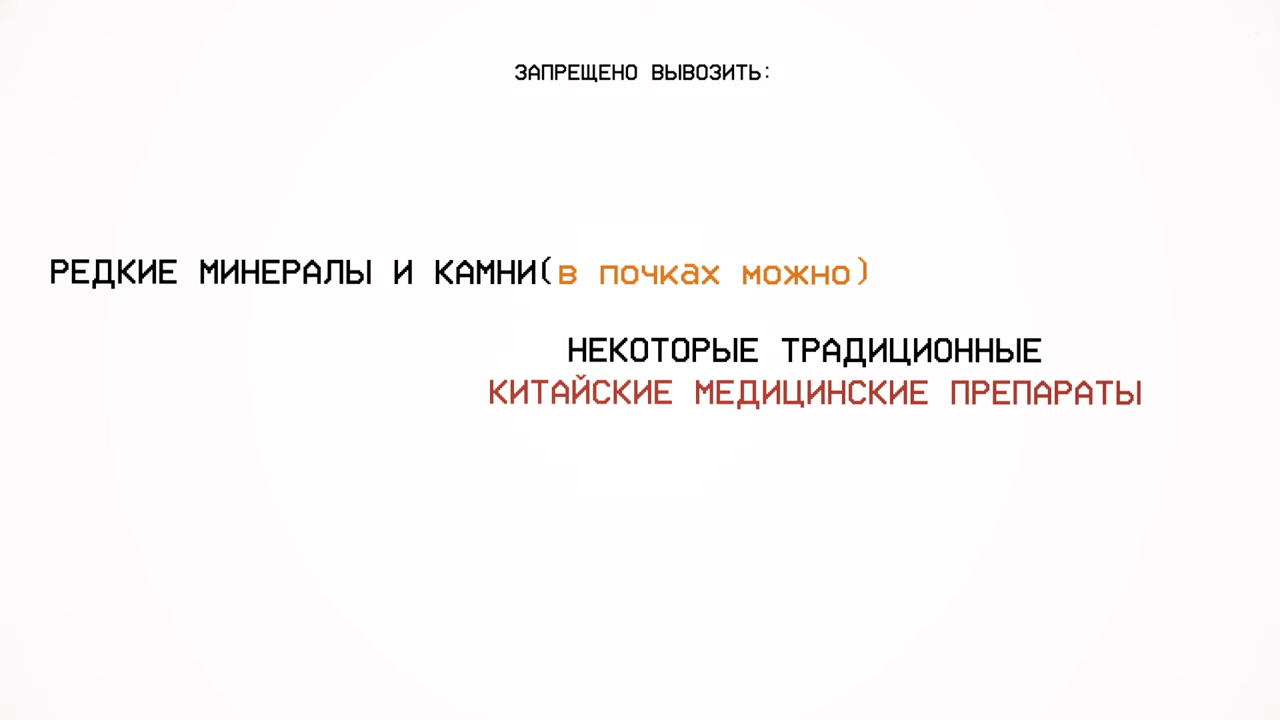 ЗАПРЕЩЕНО ВЫВОЗИТЬ:
РЕДКИЕ МИНЕРАЛЫ И КАМНИ(в почках можно)
НЕКОТОРЫЕ ТРАДИЦИОННЫЕ
КИТАЙСКИЕ МЕДИЦИНСКИЕ ПРЕПАРАТЫ